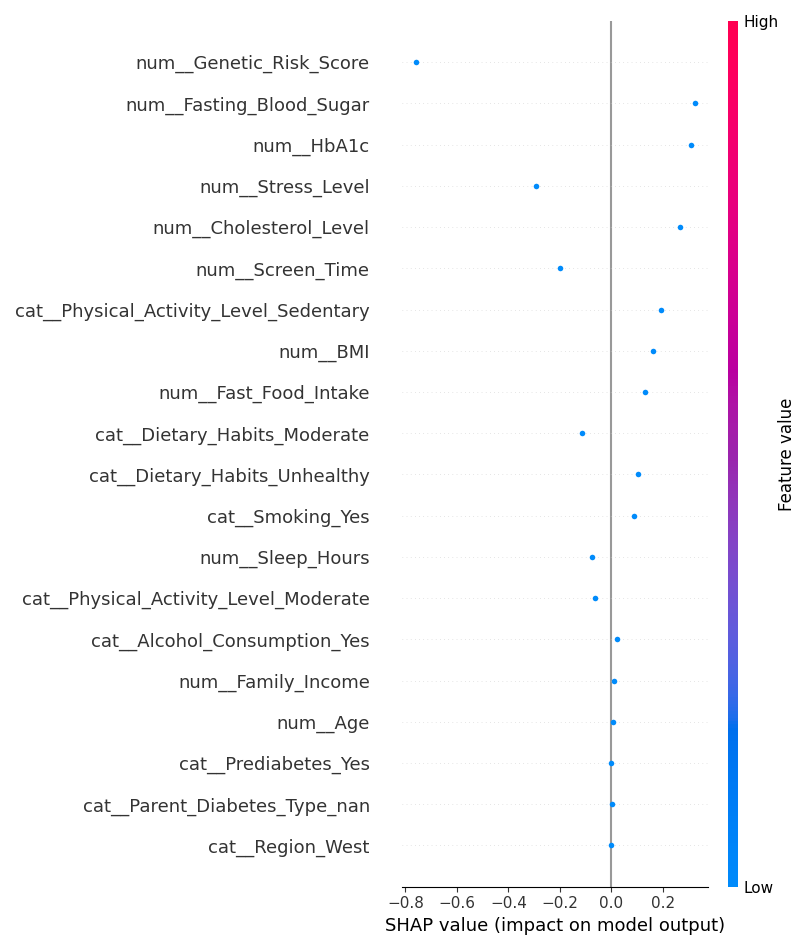 High
num__Genetic_Risk_Score
num__Fasting_Blood_Sugar
num__HbA1c
num__Stress_Level
num__Cholesterol_Level
num__Screen_Time
cat__Physical_Activity_Level_Sedentary
num__BMI
num__Fast_Food_Intake
cat__Dietary_Habits_Moderate
cat__Dietary_Habits_Unhealthy
cat__Smoking_Yes
num__Sleep_Hours
cat__Physical_Activity_Level_Moderate
cat__Alcohol_Consumption_Yes
num__Family_Income
num__Age
cat__Prediabetes_Yes
cat__Parent_Diabetes_Type_nan
cat__Region_West
Feature value
Low
−0.8 −0.6 −0.4 −0.2 0.0 0.2
SHAP value (impact on model output)